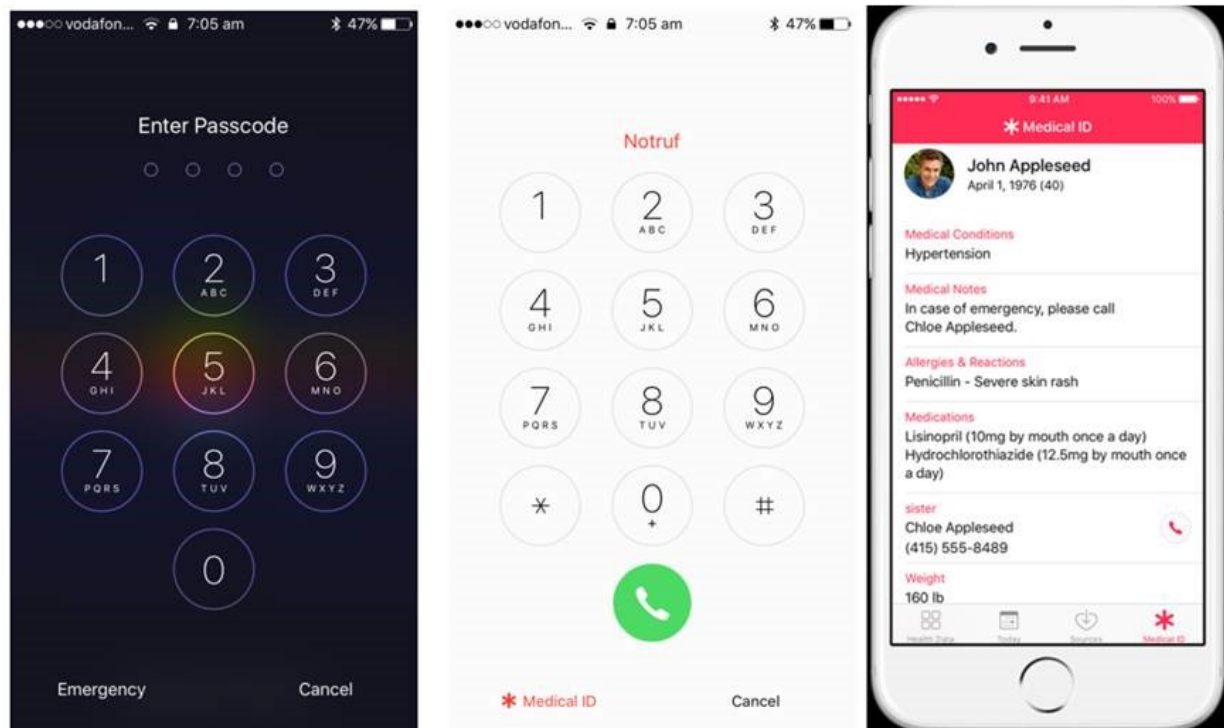 vodafon... 7:05 am 47%
Enter Passcode
1 2 3
ABC DEF
4 5 6
GHI JKL MNO
7 8 9
PQRS TUV WXYZ
0
Emergency Cancel
vodafon... 7:05 am 47%
Notruf
1 2 3
ABC DEF
4 5 6
GHI JKL MNO
7 8 9
PQRS TUV WXYZ
* 0 #
+
Medical ID Cancel
9:41 AM 100%
Medical ID
John Appleseed
April 1, 1976 (40)
Medical Conditions
Hypertension
Medical Notes
In case of emergency, please call
Chloe Appleseed.
Allergies & Reactions
Penicillin - Severe skin rash
Medications
Lisinopril (10mg by mouth once a day)
Hydrochlorothiazide (12.5mg by mouth once
a day)
sister
Chloe Appleseed
(415) 555-8489
Weight
160 lb
Health Data Today Sources Medical ID